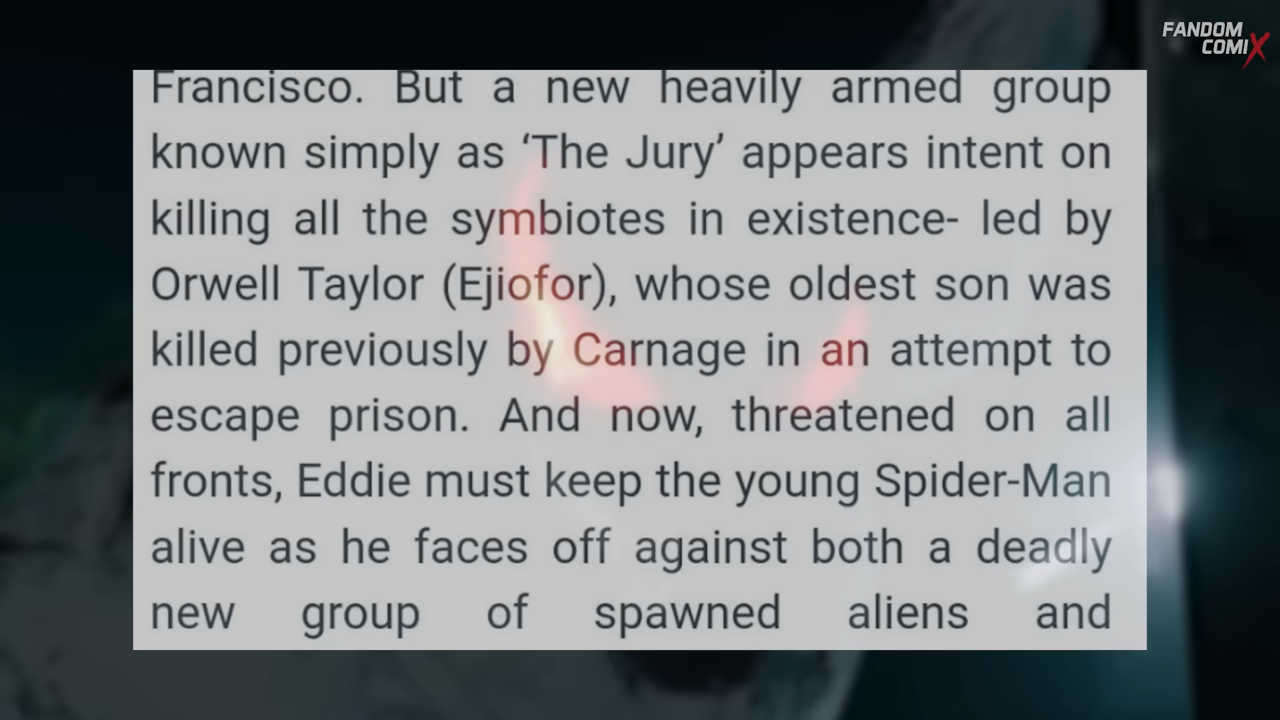 FANDOM
COMIX
Francisco. But a new heavily armed group
known simply as ‘The Jury’ appears intent on
killing all the symbiotes in existence- led by
Orwell Taylor (Ejiofor), whose oldest son was
killed previously by Carnage in an attempt to
escape prison. And now, threatened on all
fronts, Eddie must keep the young Spider-Man
alive as he faces off against both a deadly
new group of spawned aliens and